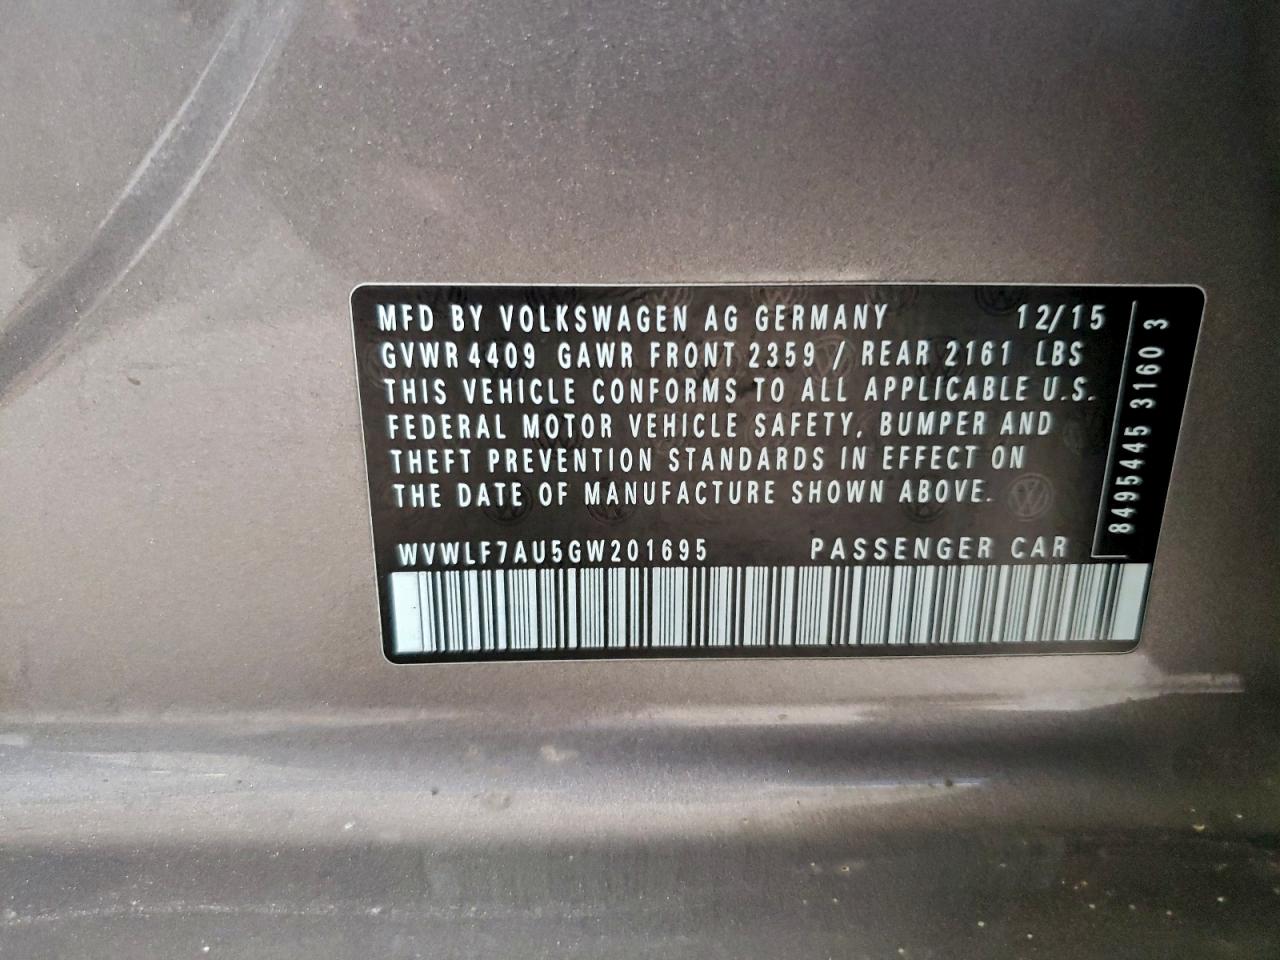 MFD BY VOLKSWAGEN AG GERMANY 12/15
GVWR 4409 GAWR FRONT 2359 / REAR 2161 LBS
THIS VEHICLE CONFORMS TO ALL APPLICABLE U.S.
FEDERAL MOTOR VEHICLE SAFETY, BUMPER AND
THEFT PREVENTION STANDARDS IN EFFECT ON
THE DATE OF MANUFACTURE SHOWN ABOVE.
WVWLF7AU5GW201695 PASSENGER CAR
8495445 3160 3